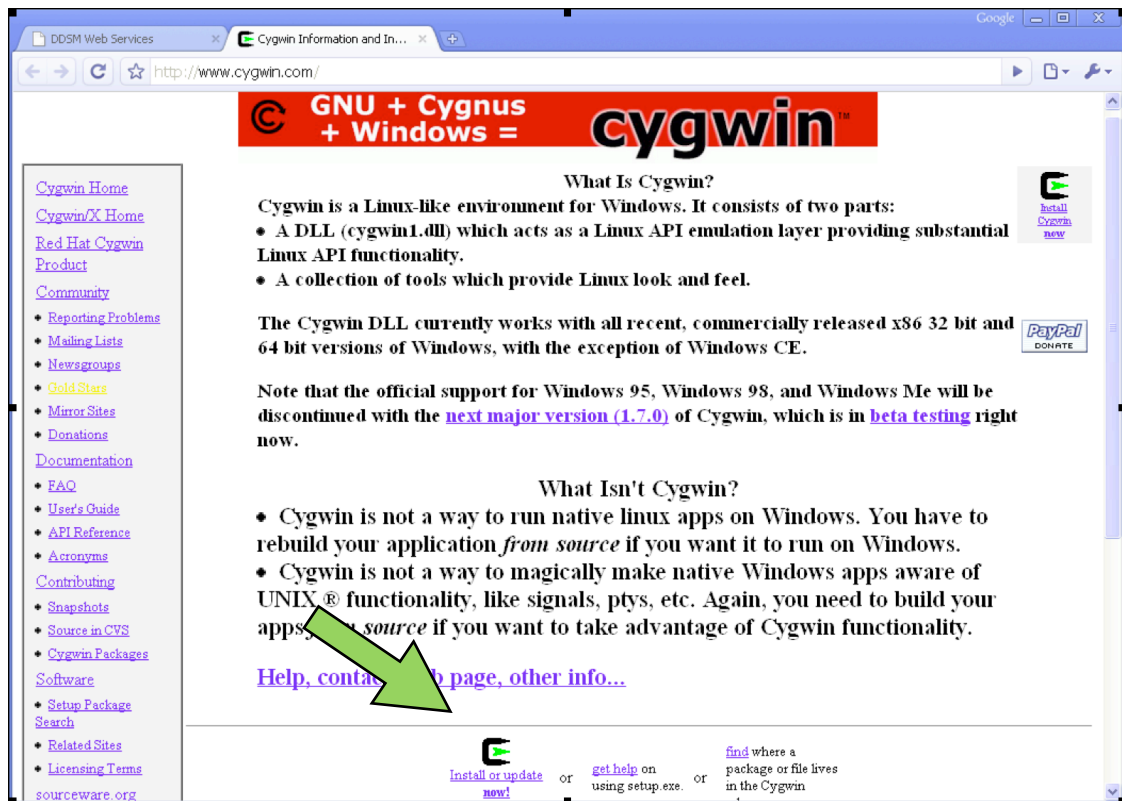 Google
DDSM Web Services
Cygwin Information and In...
http://www.cygwin.com/
GNU + Cygnus
+ Windows =
cygwin™
Cygwin Home
Cygwin/X Home
Red Hat Cygwin
Product
Community
Reporting Problems
Mailing Lists
Newsgroups
Gold Stars
Mirror Sites
Donations
Documentation
FAQ
User's Guide
API Reference
Acronyms
Contributing
Snapshots
Source in CVS
Cygwin Packages
Software
Setup Package
Search
Related Sites
Licensing Terms
sourceware.org
What Is Cygwin?
Cygwin is a Linux-like environment for Windows. It consists of two parts:
• A DLL (cygwin1.dll) which acts as a Linux API emulation layer providing substantial
Linux API functionality.
• A collection of tools which provide Linux look and feel.
The Cygwin DLL currently works with all recent, commercially released x86 32 bit and
64 bit versions of Windows, with the exception of Windows CE.
Note that the official support for Windows 95, Windows 98, and Windows Me will be
discontinued with the next major version (1.7.0) of Cygwin, which is in beta testing right
now.
What Isn't Cygwin?
• Cygwin is not a way to run native linux apps on Windows. You have to
rebuild your application from source if you want it to run on Windows.
• Cygwin is not a way to magically make native Windows apps aware of
UNIX ® functionality, like signals, ptys, etc. Again, you need to build your
apps source if you want to take advantage of Cygwin functionality.
Help, page, other info...
Install
Cygwin
now
PayPal
DONATE
Install or update
now!
or
get help on
using setup.exe.
or
find where a
package or file lives
in the Cygwin